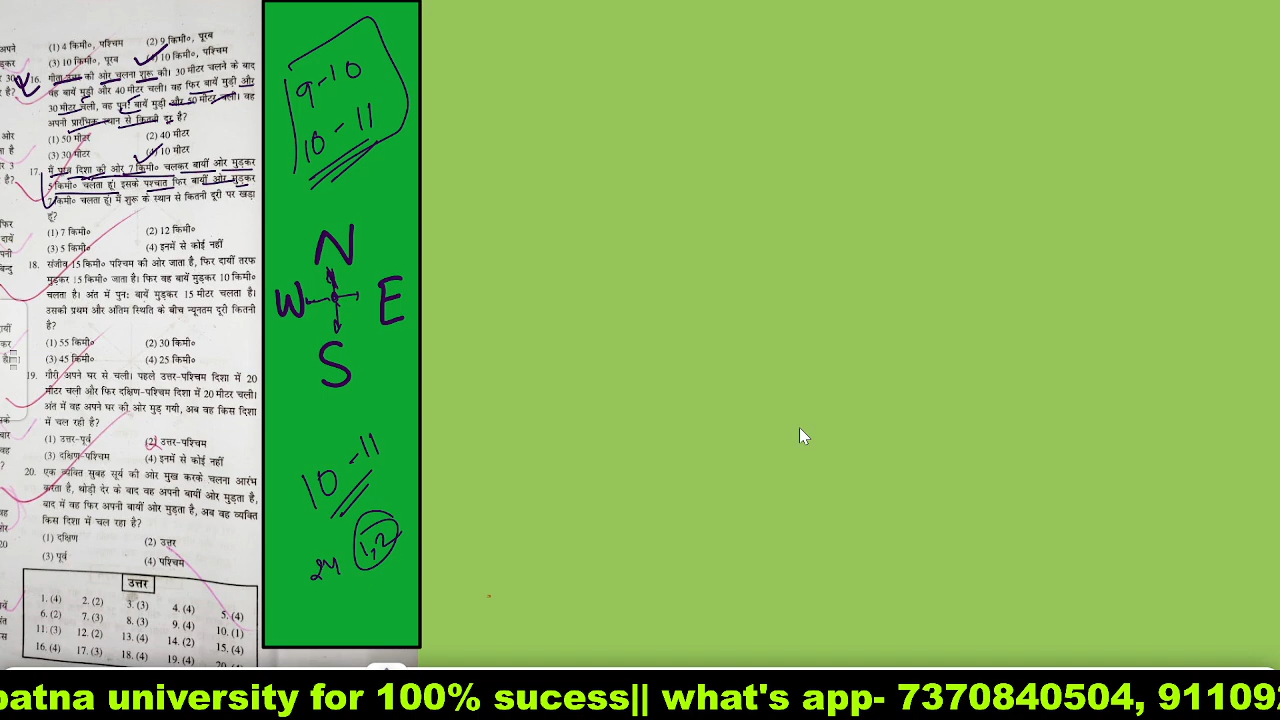 अपने
(1) 4 किमी०, पश्चिम (2) 9 किमी०, पूरब
(3) 10 किमी०, पूरब 10 किमी०, पश्चिम
16. गीता उत्तर की ओर चलना शुरू की। 30 मीटर चलने के बाद
वह बायें मुड़ी और 40 मीटर चली। वह फिर बायें मुड़ी और
30 मीटर चली, वह पुनः बायें मुड़ी और 50 मीटर चली। वह
अपनी प्रारंभिक स्थान से कितनी दूर है?
(1) 50 मीटर (2) 40 मीटर
(3) 30 मीटर (4) 10 मीटर
17. में दिशा की ओर 7 किमी० चलकर बायीं ओर मुड़कर
5 किमी० चलता हूं। इसके पश्चात फिर बायीं ओर मुड़कर
7 किमी० चलता हूं। में शुरू के स्थान से कितनी दूरी पर खड़ा
हूं?
(1) 7 किमी० (2) 12 किमी०
(3) 5 किमी० (4) इनमें से कोई नहीं
18. संजीव 15 किमी० पश्चिम की ओर जाता है, फिर दायीं तरफ
मुड़कर 15 किमी० जाता है। फिर वह बायें मुड़कर 10 किमी०
चलता है। अंत में पुन: बायें मुड़कर 15 मीटर चलता है।
उसको प्रथम और अंतिम स्थिति के बीच न्यूनतम दूरी कितनी
है?
(1) 55 किमी० (2) 30 किमी०
(3) 45 किमी० (4) 25 किमी०
19. गौरी अपने घर से चली। पहले उत्तर-पश्चिम दिशा में 20
मीटर चली और फिर दक्षिण-पश्चिम दिशा में 20 मीटर चली।
अंत में वह अपने घर की ओर मुड़ गयी, अब वह किस दिशा
में चल रही है?
(1) उत्तर-पूर्व (2) उत्तर-पश्चिम
(3) दक्षिण-पश्चिम (4) इनमें से कोई नहीं
20. एक व्यक्ति सुबह सूर्य की ओर मुख करके चलना आरंभ
करता है, थोड़ी देर के बाद वह अपनी बायीं ओर मुड़ता है,
बाद में वह फिर अपनी बायीं ओर मुड़ता है, अब वह व्यक्ति
किस दिशा में चल रहा है?
(1) दक्षिण (2) उत्तर
(3) पूर्व (4) पश्चिम
उत्तर
1. (4) 2. (2) 3. (3) 4. (4) 5. (4)
6. (2) 7. (3) 8. (3) 9. (4) 10. (1)
11. (3) 12. (2) 13. (4) 14. (2) 15. (4)
16. (4) 17. (3) 18. (4) 19. (4)
9-10
10-11
N
W E
S
10-11
1,2
patna university for 100% sucess|| what's app- 7370840504, 91109